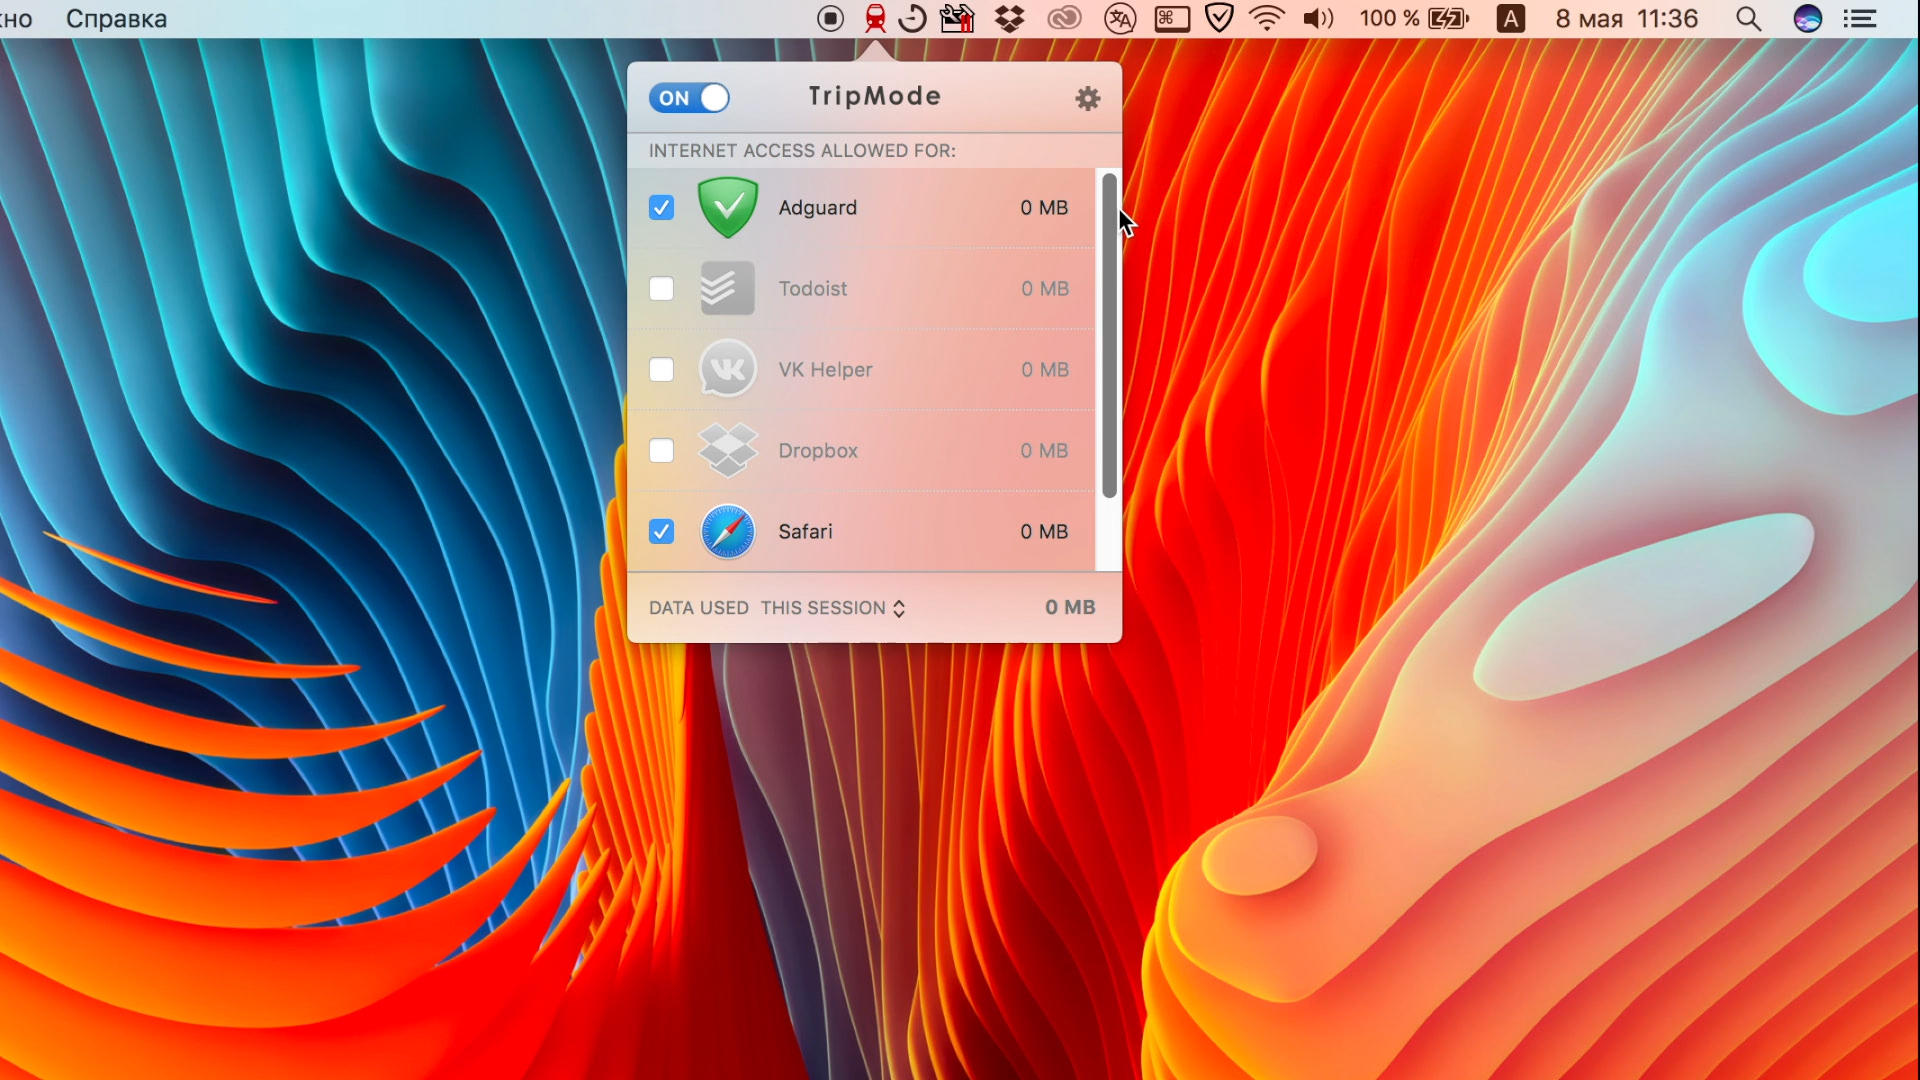 но Справка 100 % A 8 мая 11:36
ON TripMode
INTERNET ACCESS ALLOWED FOR:
Adguard 0 MB
Todoist 0 MB
VK Helper 0 MB
Dropbox 0 MB
Safari 0 MB
DATA USED THIS SESSION 0 MB